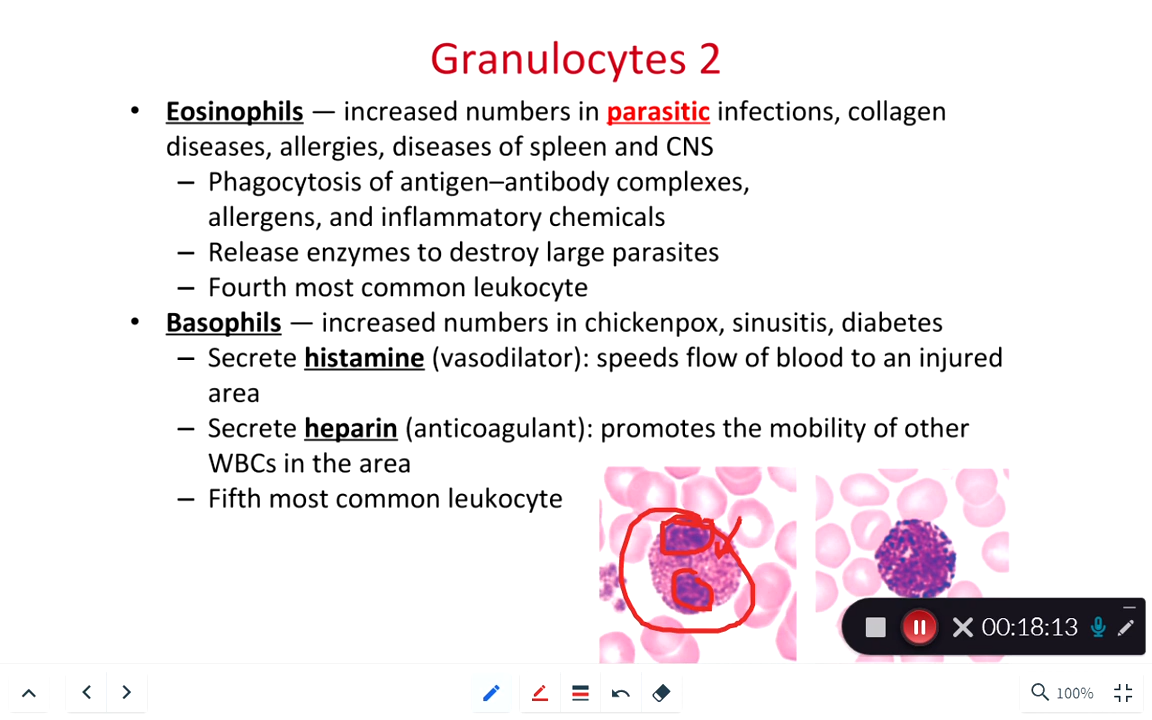 Granulocytes 2
• Eosinophils — increased numbers in parasitic infections, collagen
diseases, allergies, diseases of spleen and CNS
– Phagocytosis of antigen–antibody complexes,
allergens, and inflammatory chemicals
– Release enzymes to destroy large parasites
– Fourth most common leukocyte
• Basophils — increased numbers in chickenpox, sinusitis, diabetes
– Secrete histamine (vasodilator): speeds flow of blood to an injured
area
– Secrete heparin (anticoagulant): promotes the mobility of other
WBCs in the area
– Fifth most common leukocyte
00:18:13
100%